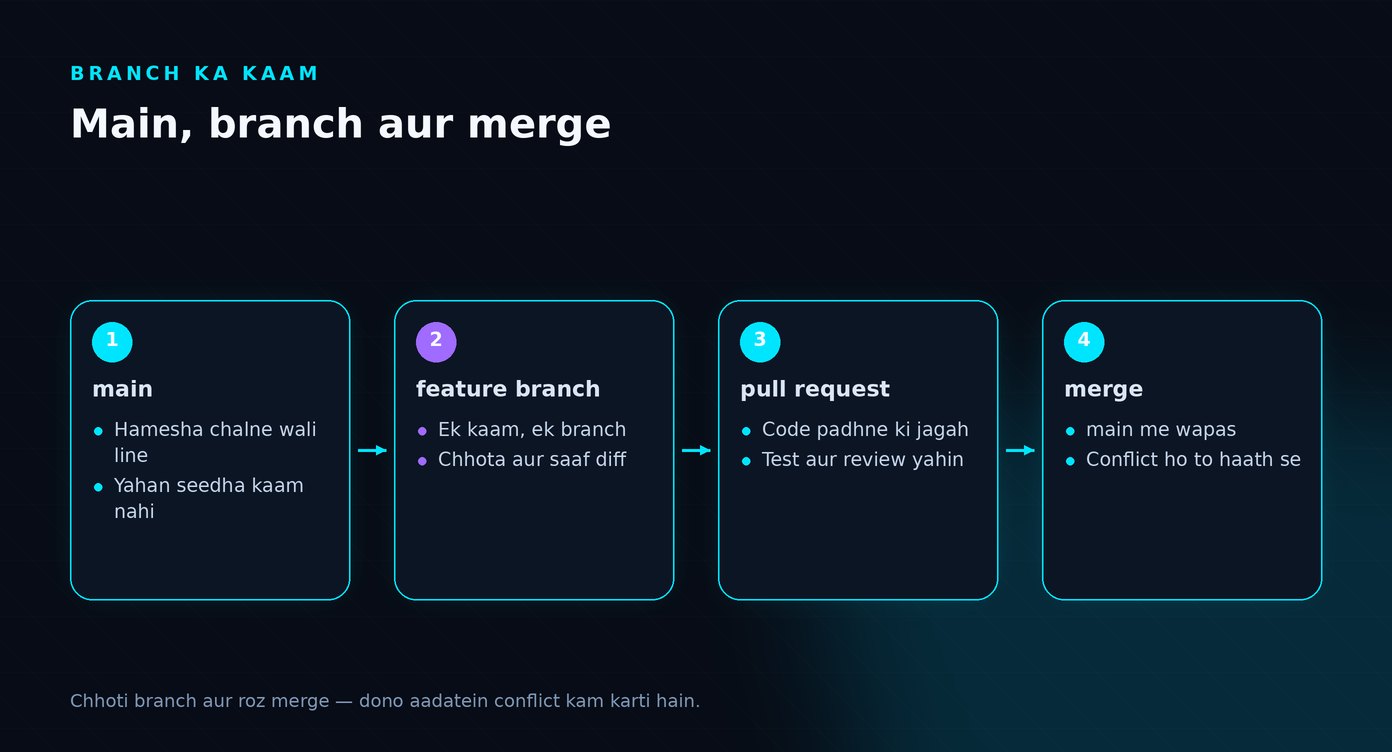 BRANCH KA KAAM
Main, branch aur merge
1
main
Hamesha chalne wali
line
Yahan seedha kaam
nahi
2
feature branch
Ek kaam, ek branch
Chhota aur saaf diff
3
pull request
Code padhne ki jagah
Test aur review yahin
4
merge
main me wapas
Conflict ho to haath se
Chhoti branch aur roz merge — dono aadatein conflict kam karti hain.